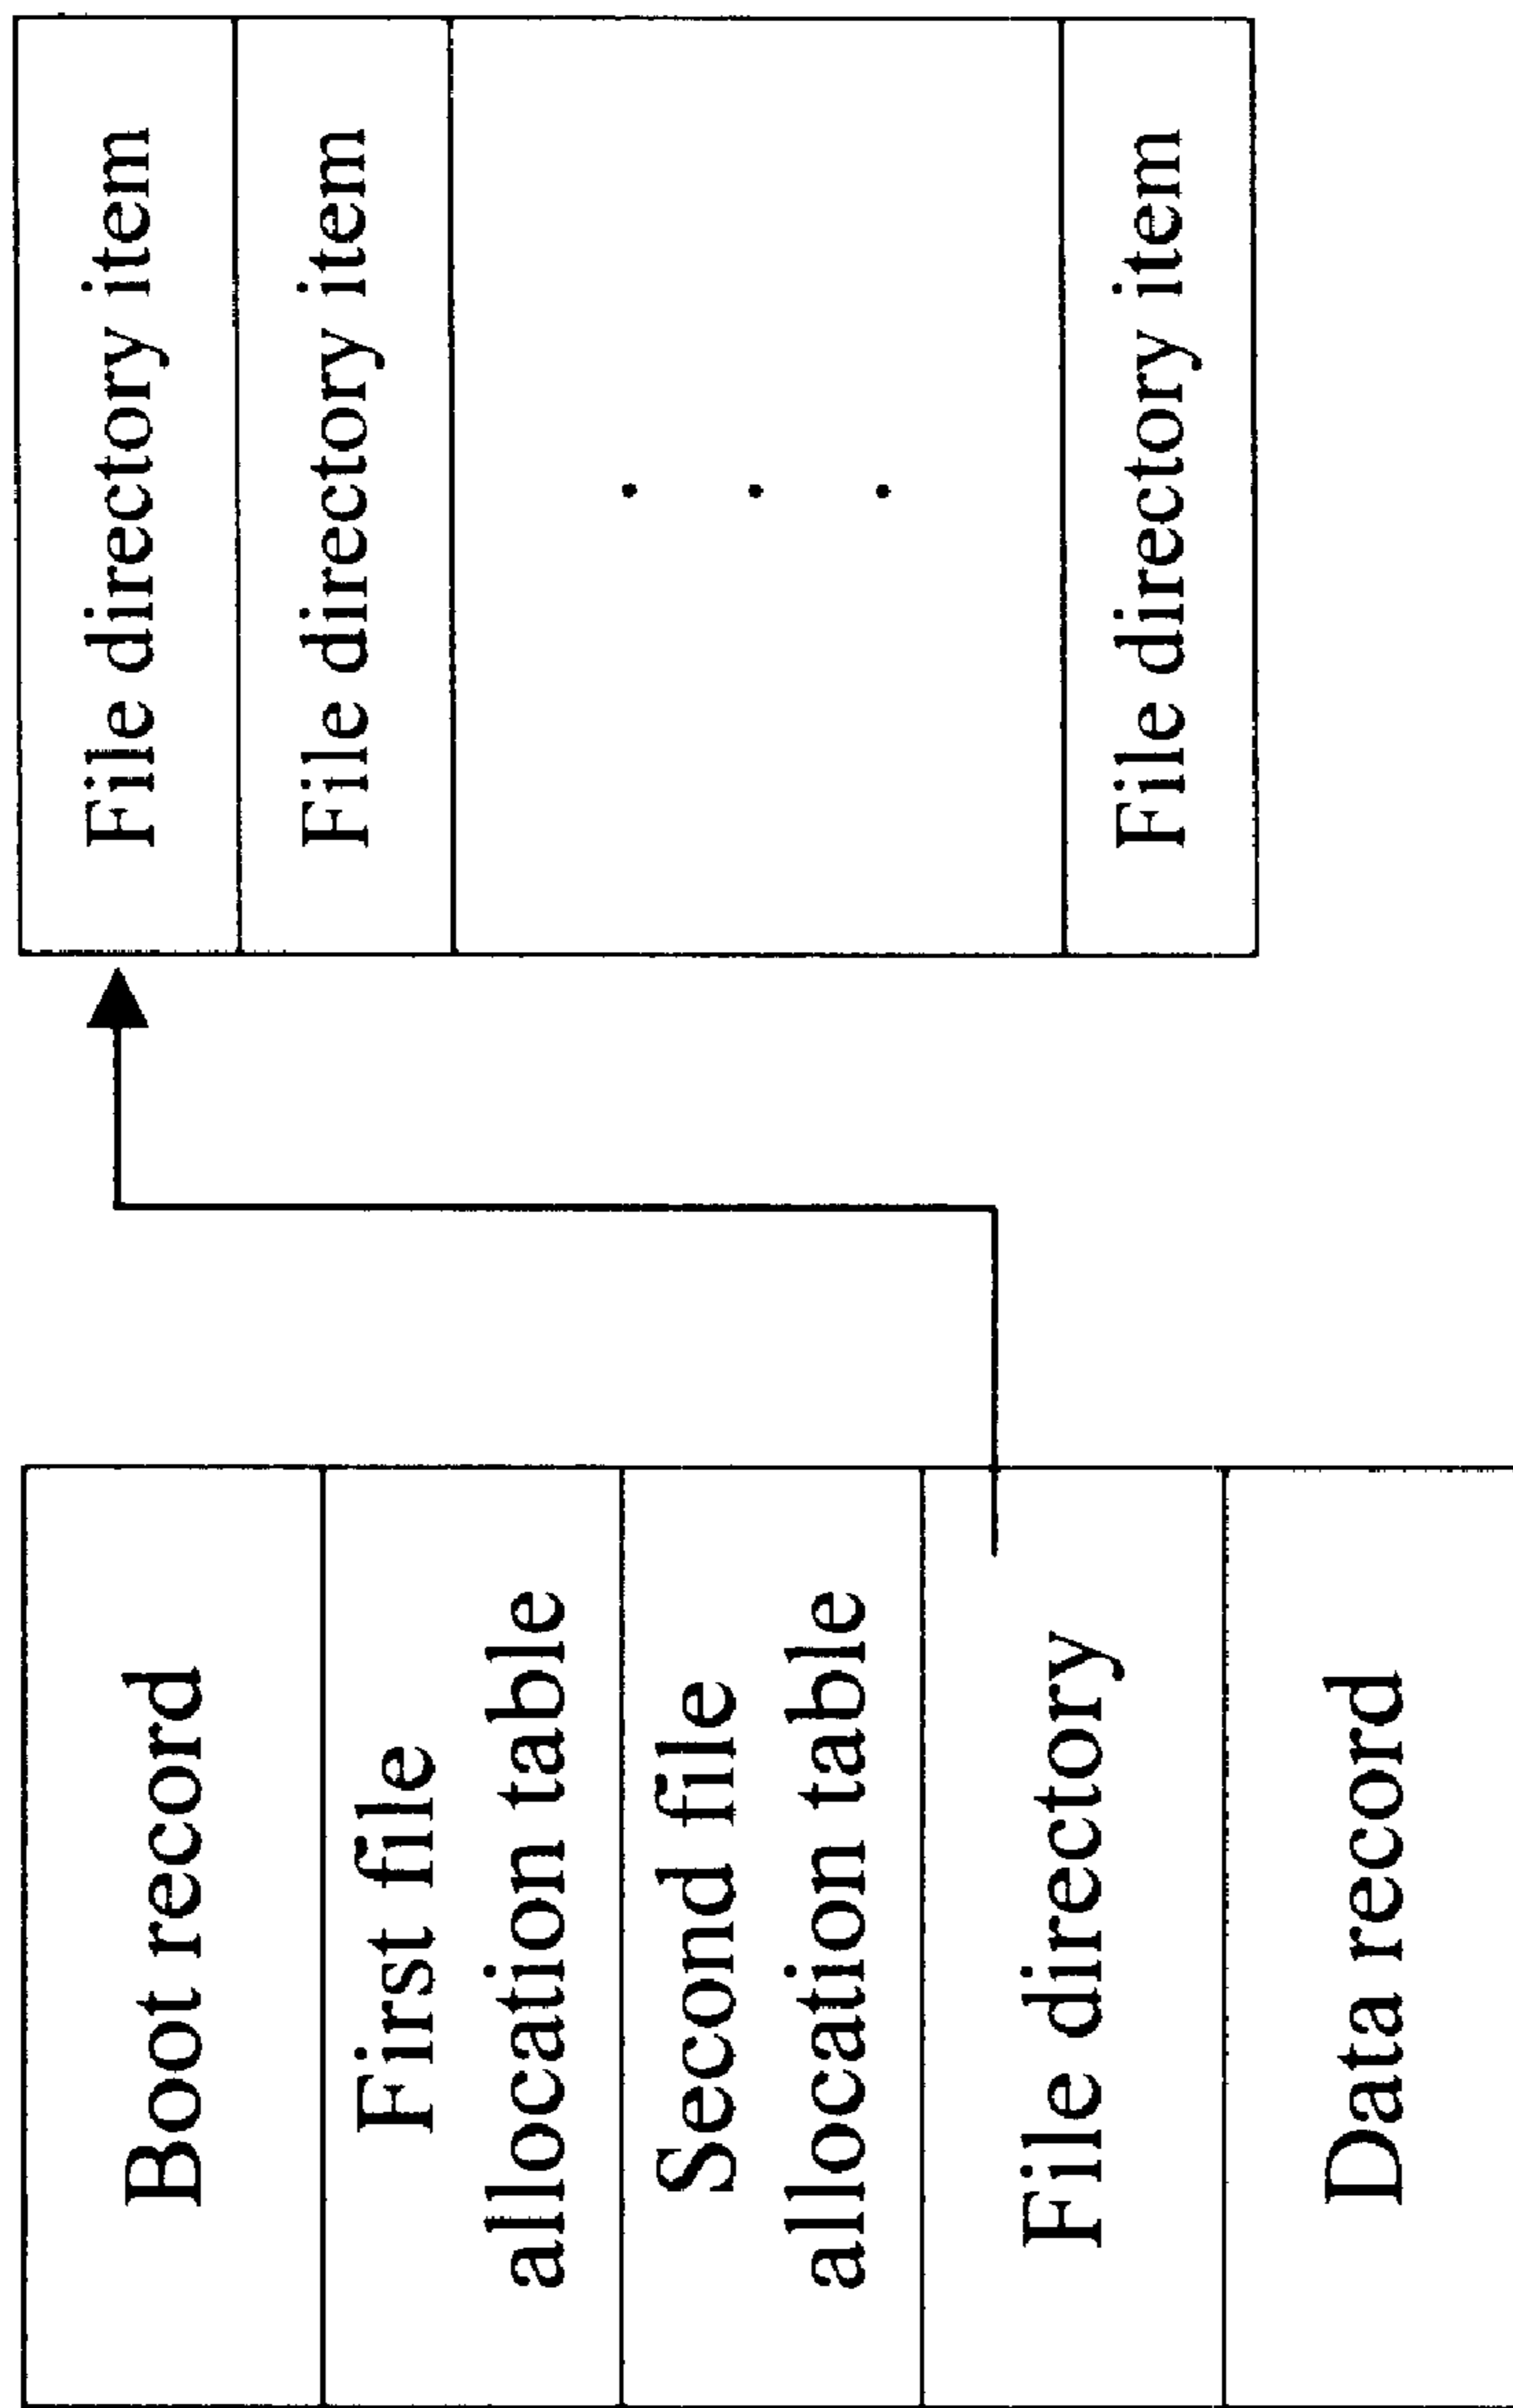 Boot record
First file
allocation table
Second file
allocation table
File directory
Data record
File directory item
File directory item
. . .
File directory item